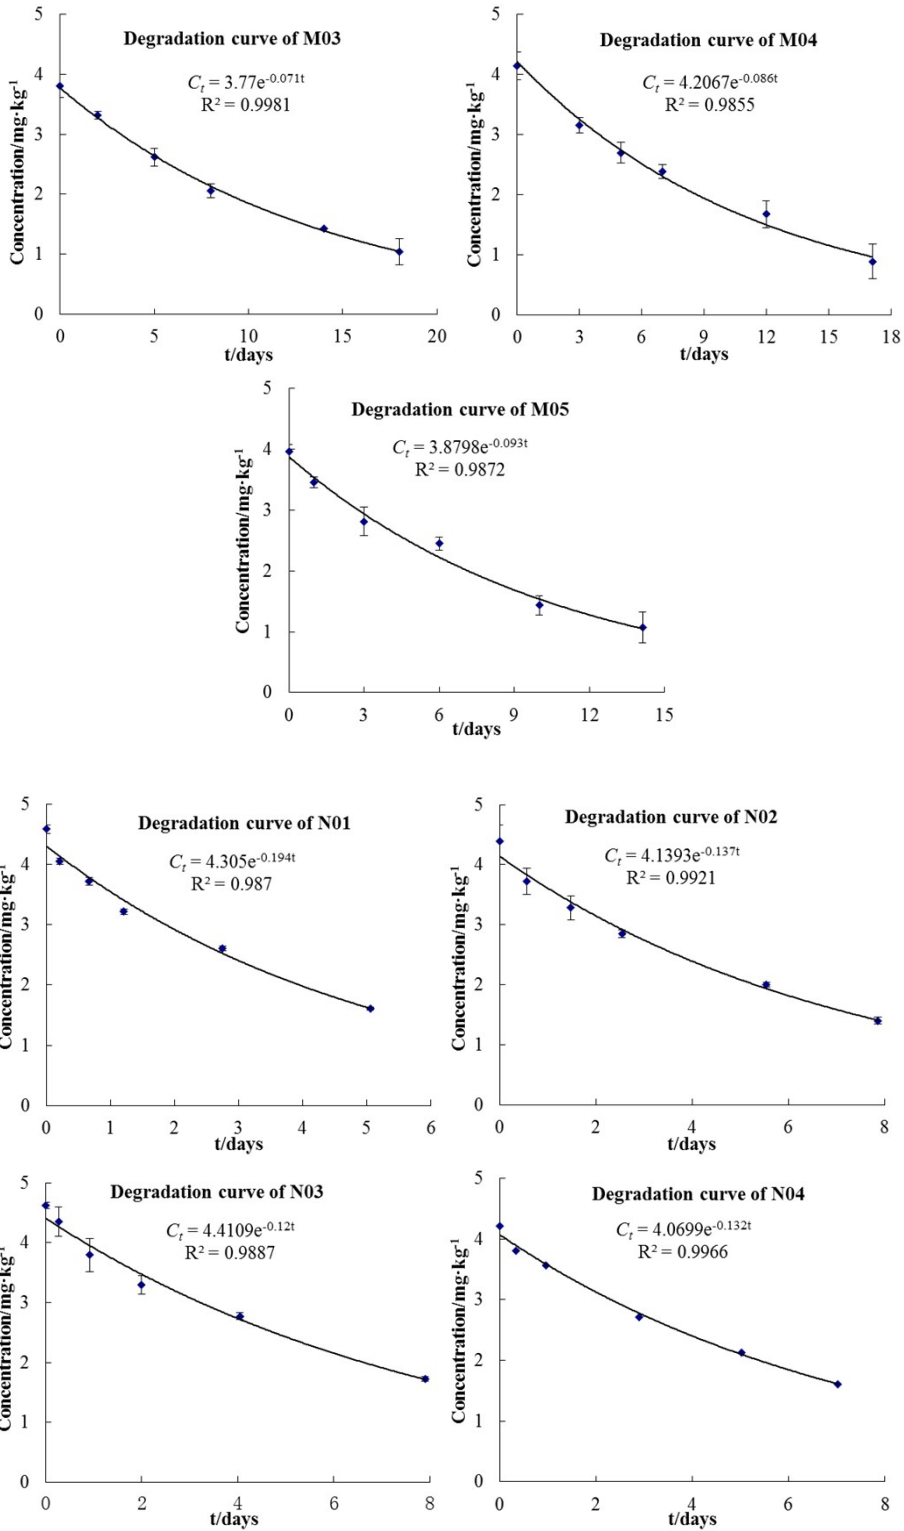 Degradation curve of M03
Cₜ = 3.77e^-0.071t
R² = 0.9981
Concentration/mg·kg⁻¹
5
4
3
2
1
0
0 5 10 15 20
t/days
Degradation curve of M04
Cₜ = 4.2067e^-0.086t
R² = 0.9855
Concentration/mg·kg⁻¹
5
4
3
2
1
0
0 3 6 9 12 15 18
t/days
Degradation curve of M05
Cₜ = 3.8798e^-0.093t
R² = 0.9872
Concentration/mg·kg⁻¹
5
4
3
2
1
0
0 3 6 9 12 15
t/days
Degradation curve of N01
Cₜ = 4.305e^-0.194t
R² = 0.987
Concentration/mg·kg⁻¹
5
4
3
2
1
0
0 1 2 3 4 5 6
t/days
Degradation curve of N02
Cₜ = 4.1393e^-0.137t
R² = 0.9921
Concentration/mg·kg⁻¹
5
4
3
2
1
0
0 2 4 6 8
t/days
Degradation curve of N03
Cₜ = 4.4109e^-0.12t
R² = 0.9887
Concentration/mg·kg⁻¹
5
4
3
2
1
0
0 2 4 6 8
t/days
Degradation curve of N04
Cₜ = 4.0699e^-0.132t
R² = 0.9966
Concentration/mg·kg⁻¹
5
4
3
2
1
0
0 2 4 6 8
t/days